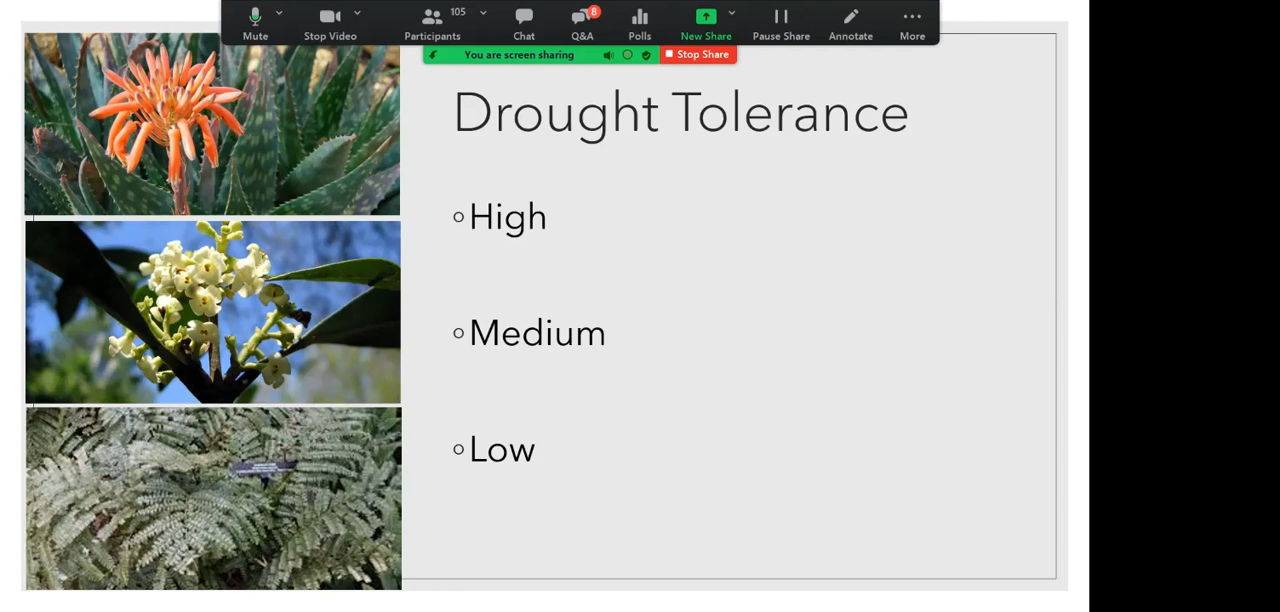 Mute
Stop Video
105
Participants
Chat
8
Q&A
Polls
New Share
Pause Share
Annotate
More
You are screen sharing
Stop Share
Drought Tolerance
High
Medium
Low